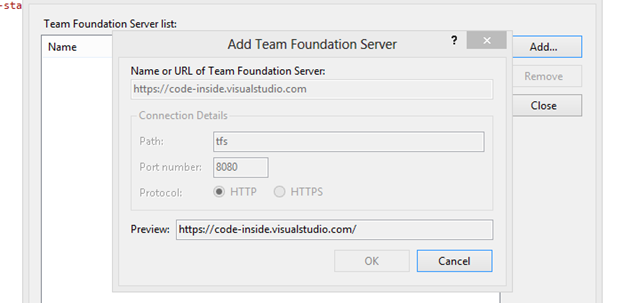 -sta
Team Foundation Server list:
Name
Add Team Foundation Server
?
Add...
Name or URL of Team Foundation Server:
Remove
https://code-inside.visualstudio.com
Close
Connection Details
Path: tfs
Port number: 8080
Protocol: HTTP HTTPS
Preview: https://code-inside.visualstudio.com/
OK Cancel